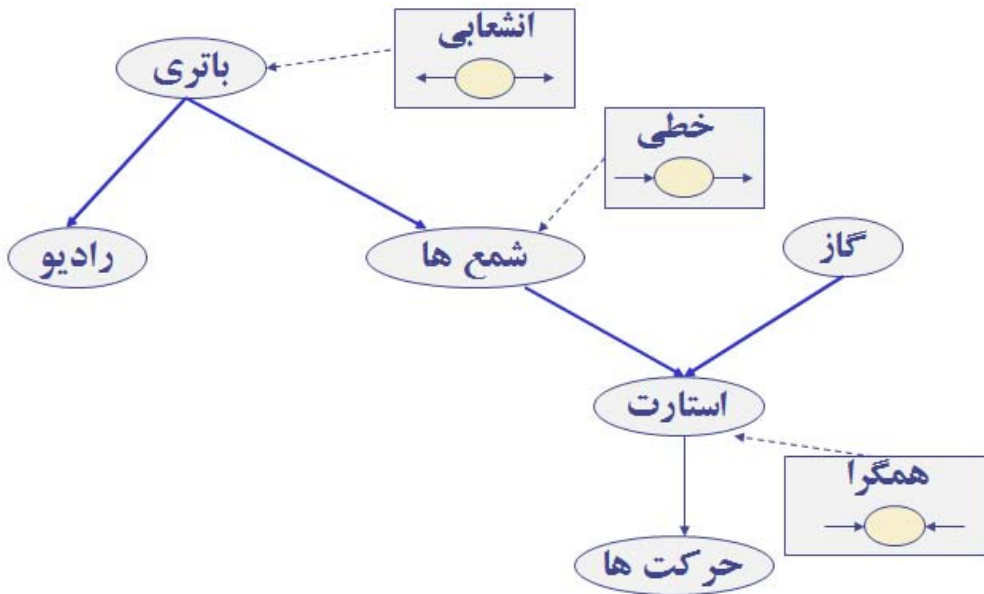 انشعابی
باتری
خطی
رادیو
شمع ها
گاز
استارت
همگرا
حرکت ها